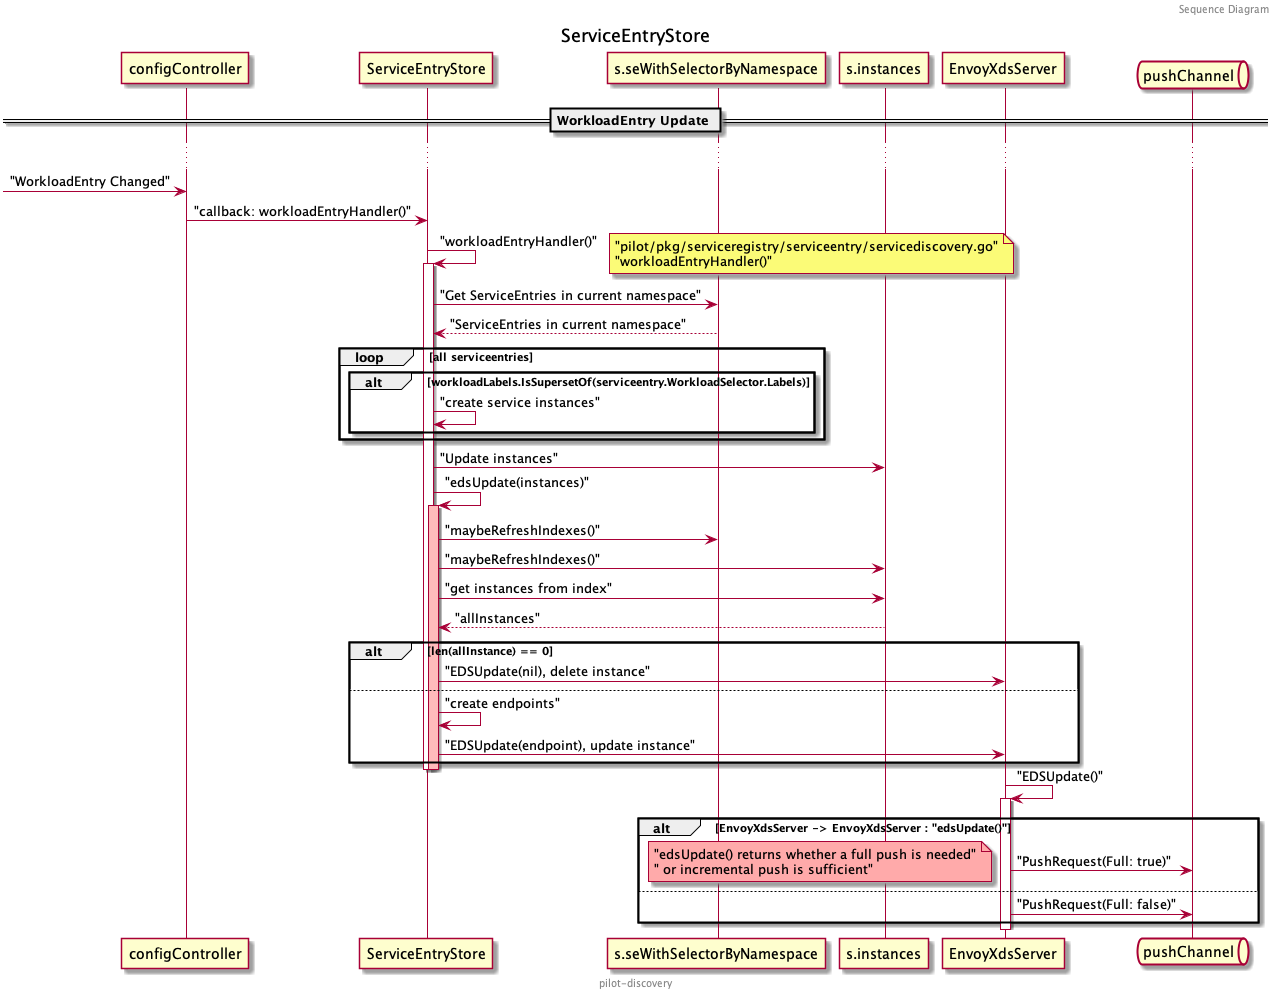 Sequence Diagram
ServiceEntryStore
configController
ServiceEntryStore
s.seWithSelectorByNamespace
s.instances
EnvoyXdsServer
pushChannel
WorkloadEntry Update
"WorkloadEntry Changed"
"callback: workloadEntryHandler()"
"workloadEntryHandler()"
"pilot/pkg/serviceregistry/serviceentry/servicediscovery.go"
"workloadEntryHandler()"
"Get ServiceEntries in current namespace"
"ServiceEntries in current namespace"
loop [all serviceentries]
alt [workloadLabels.IsSupersetOf(serviceentry.WorkloadSelector.Labels)]
"create service instances"
"Update instances"
"edsUpdate(instances)"
"maybeRefreshIndexes()"
"maybeRefreshIndexes()"
"get instances from index"
"allInstances"
alt [len(allInstance) == 0]
"EDSUpdate(nil), delete instance"
"create endpoints"
"EDSUpdate(endpoint), update instance"
"EDSUpdate()"
alt [EnvoyXdsServer -> EnvoyXdsServer : "edsUpdate()"]
"edsUpdate() returns whether a full push is needed"
" or incremental push is sufficient"
"PushRequest(Full: true)"
"PushRequest(Full: false)"
configController
ServiceEntryStore
s.seWithSelectorByNamespace
s.instances
EnvoyXdsServer
pushChannel
pilot-discovery